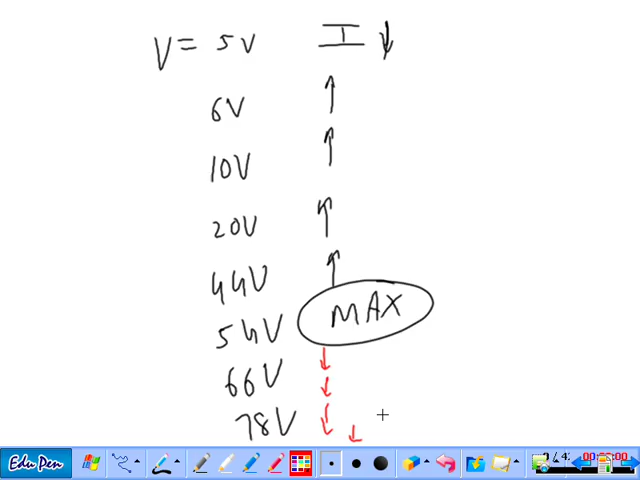 V = 5V I ↓
6V ↑
10V ↑
20V ↑
44V ↑
54V MAX
66V ↓ ↓
78V ↓ ↓
Edu Pen